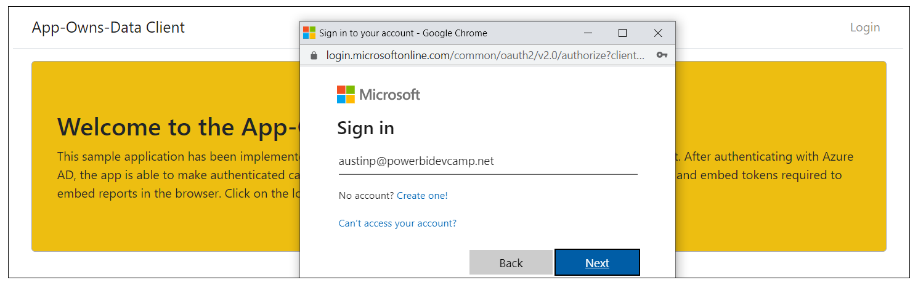 App-Owns-Data Client
Login
Sign in to your account - Google Chrome
login.microsoftonline.com/common/oauth2/v2.0/authorize?client...
Microsoft
Sign in
austinp@powerbidevcamp.net
No account? Create one!
Can't access your account?
Back
Next
Welcome to the App-
This sample application has been implement
t. After authenticating with Azure
AD, the app is able to make authenticated ca
and embed tokens required to
embed reports in the browser. Click on the lo